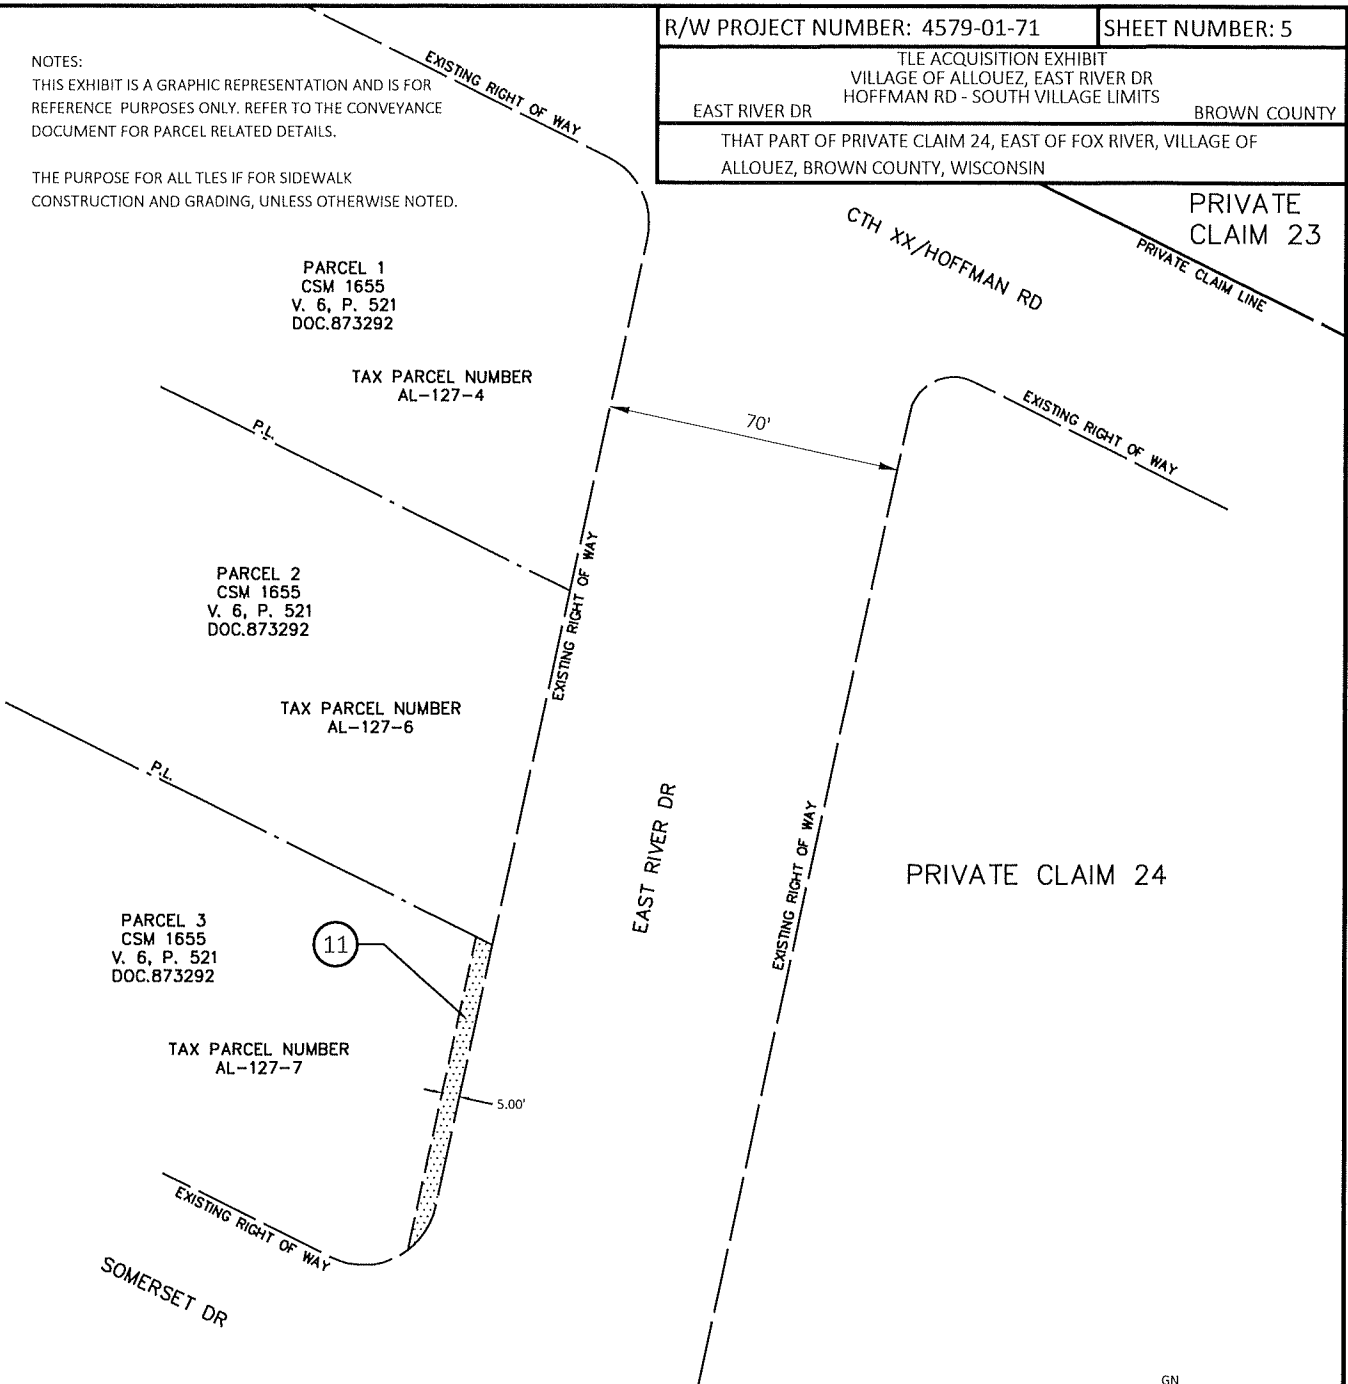 R/W PROJECT NUMBER: 4579-01-71
SHEET NUMBER: 5
TLE ACQUISITION EXHIBIT
VILLAGE OF ALLOUEZ, EAST RIVER DR
HOFFMAN RD - SOUTH VILLAGE LIMITS
EAST RIVER DR
BROWN COUNTY
THAT PART OF PRIVATE CLAIM 24, EAST OF FOX RIVER, VILLAGE OF
ALLOUEZ, BROWN COUNTY, WISCONSIN
NOTES:
THIS EXHIBIT IS A GRAPHIC REPRESENTATION AND IS FOR
REFERENCE PURPOSES ONLY. REFER TO THE CONVEYANCE
DOCUMENT FOR PARCEL RELATED DETAILS.
THE PURPOSE FOR ALL TLES IF FOR SIDEWALK
CONSTRUCTION AND GRADING, UNLESS OTHERWISE NOTED.
EXISTING RIGHT OF WAY
PRIVATE
CLAIM 23
PRIVATE CLAIM LINE
CTH XX/HOFFMAN RD
PARCEL 1
CSM 1655
V. 6, P. 521
DOC.873292
TAX PARCEL NUMBER
AL-127-4
70'
EXISTING RIGHT OF WAY
P.L.
EXISTING RIGHT OF WAY
PARCEL 2
CSM 1655
V. 6, P. 521
DOC.873292
TAX PARCEL NUMBER
AL-127-6
P.L.
EAST RIVER DR
EXISTING RIGHT OF WAY
PRIVATE CLAIM 24
PARCEL 3
CSM 1655
V. 6, P. 521
DOC.873292
11
TAX PARCEL NUMBER
AL-127-7
5.00'
EXISTING RIGHT OF WAY
SOMERSET DR
GN